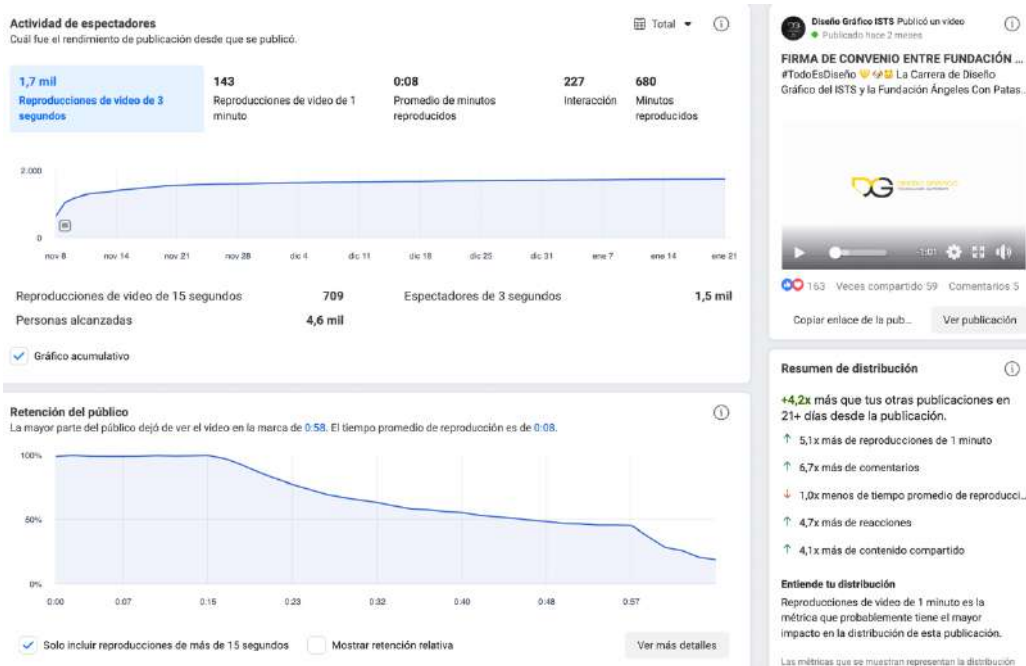 Actividad de espectadores
Cuál fue el rendimiento de publicación desde que se publicó.
Total
1,7 mil
Reproducciones de video de 3 segundos
143
Reproducciones de video de 1 minuto
0:08
Promedio de minutos reproducidos
227
Interacción
680
Minutos reproducidos
2.000
0
nov 8 nov 14 nov 21 nov 28 dic 4 dic 11 dic 18 dic 25 dic 31 ene 7 ene 14 ene 21
Reproducciones de video de 15 segundos 709
Espectadores de 3 segundos 1,5 mil
Personas alcanzadas 4,6 mil
Gráfico acumulativo
Retención del público
La mayor parte del público dejó de ver el video en la marca de 0:58. El tiempo promedio de reproducción es de 0:08.
100%
50%
0%
0:00 0:07 0:15 0:23 0:32 0:40 0:48 0:57
Solo incluir reproducciones de más de 15 segundos
Mostrar retención relativa
Ver más detalles
Diseño Gráfico ISTS Publicó un video
Publicado hace 2 meses
FIRMA DE CONVENIO ENTRE FUNDACIÓN ...
#TodoEsDiseño La Carrera de Diseño
Gráfico del ISTS y la Fundación Ángeles Con Patas...
DG
-1:01
163 Veces compartido 59 Comentarios 5
Copiar enlace de la pub...
Ver publicación
Resumen de distribución
+4,2x más que tus otras publicaciones en
21+ días desde la publicación.
↑ 5,1x más de reproducciones de 1 minuto
↑ 6,7x más de comentarios
↓ 1,0x menos de tiempo promedio de reproducci...
↑ 4,7x más de reacciones
↑ 4,1x más de contenido compartido
Entiende tu distribución
Reproducciones de video de 1 minuto es la
métrica que probablemente tiene el mayor
impacto en la distribución de esta publicación.
Las métricas que se muestran representan la distribución